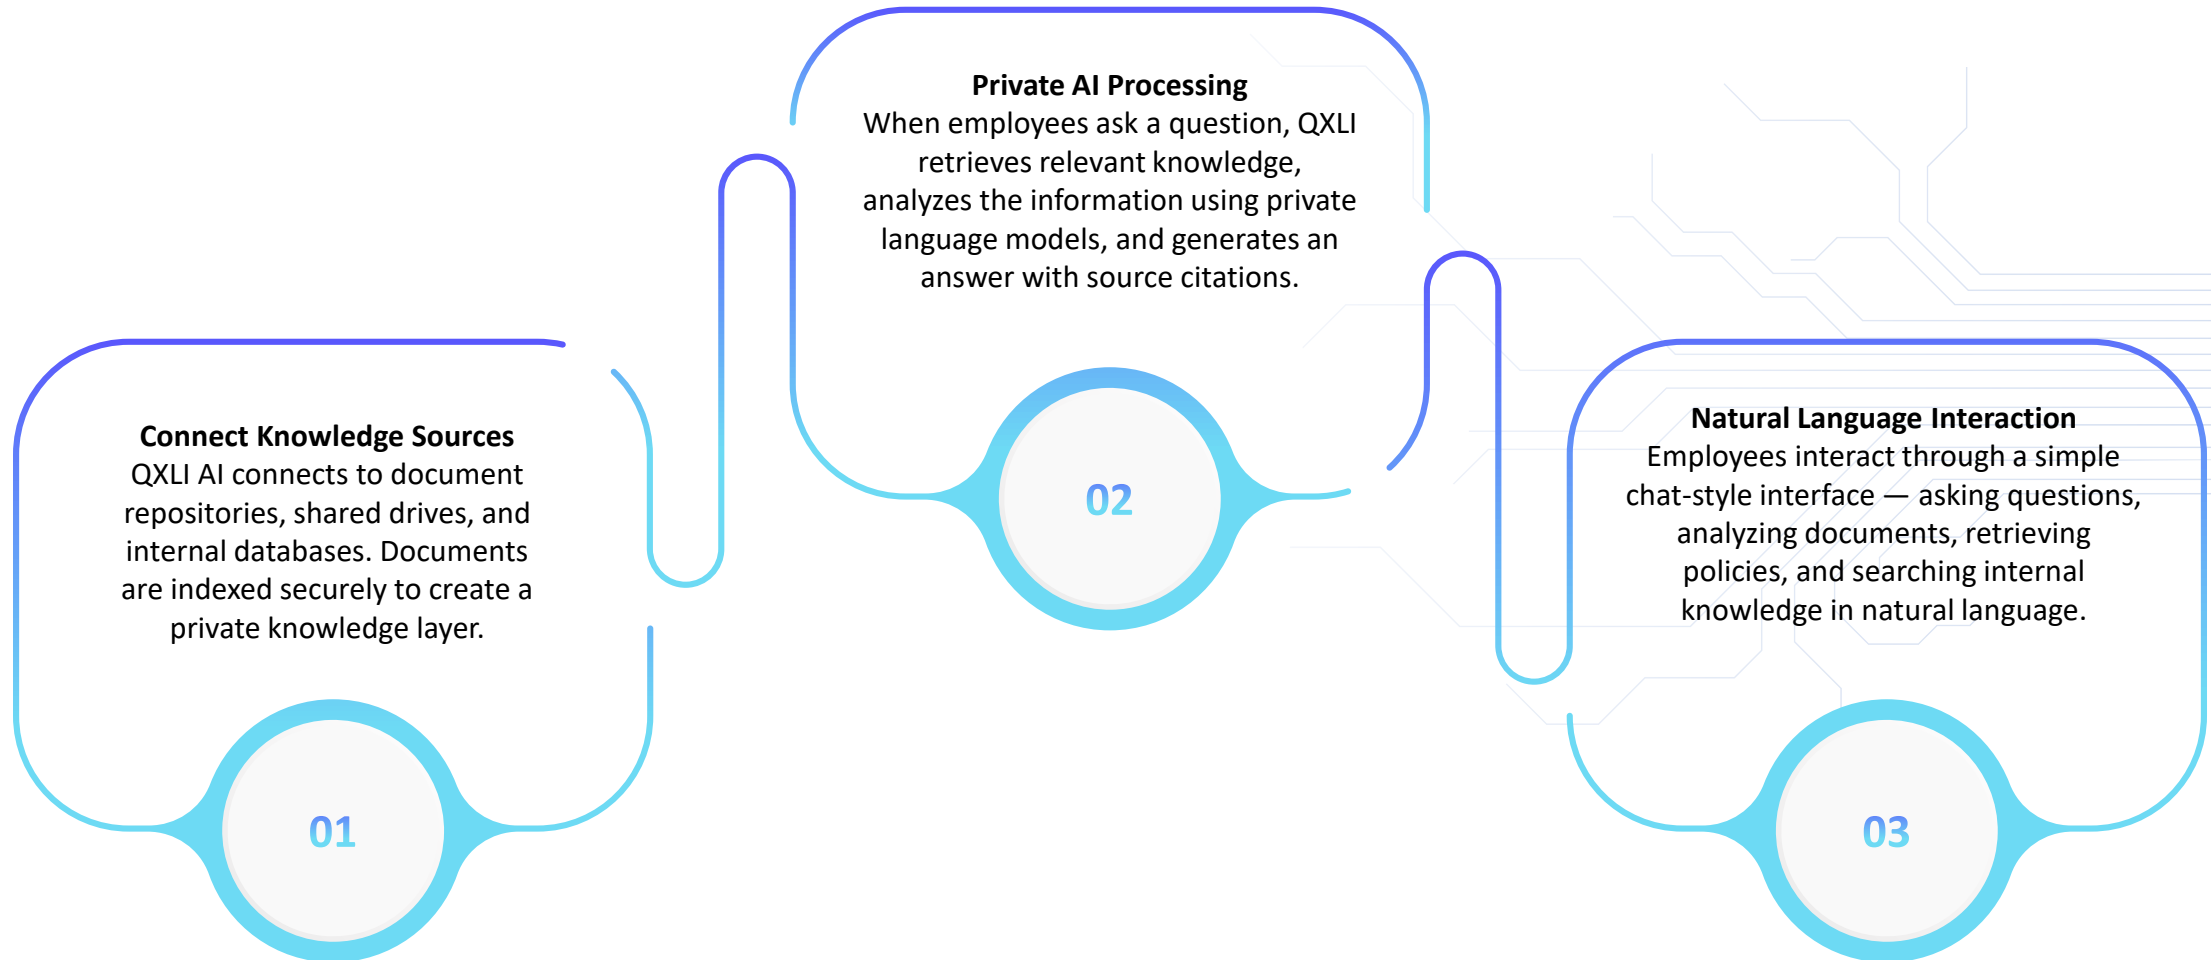 Connect Knowledge Sources
QXLI AI connects to document
repositories, shared drives, and
internal databases. Documents
are indexed securely to create a
private knowledge layer.
01
Private AI Processing
When employees ask a question, QXLI
retrieves relevant knowledge,
analyzes the information using private
language models, and generates an
answer with source citations.
02
Natural Language Interaction
Employees interact through a simple
chat-style interface — asking questions,
analyzing documents, retrieving
policies, and searching internal
knowledge in natural language.
03